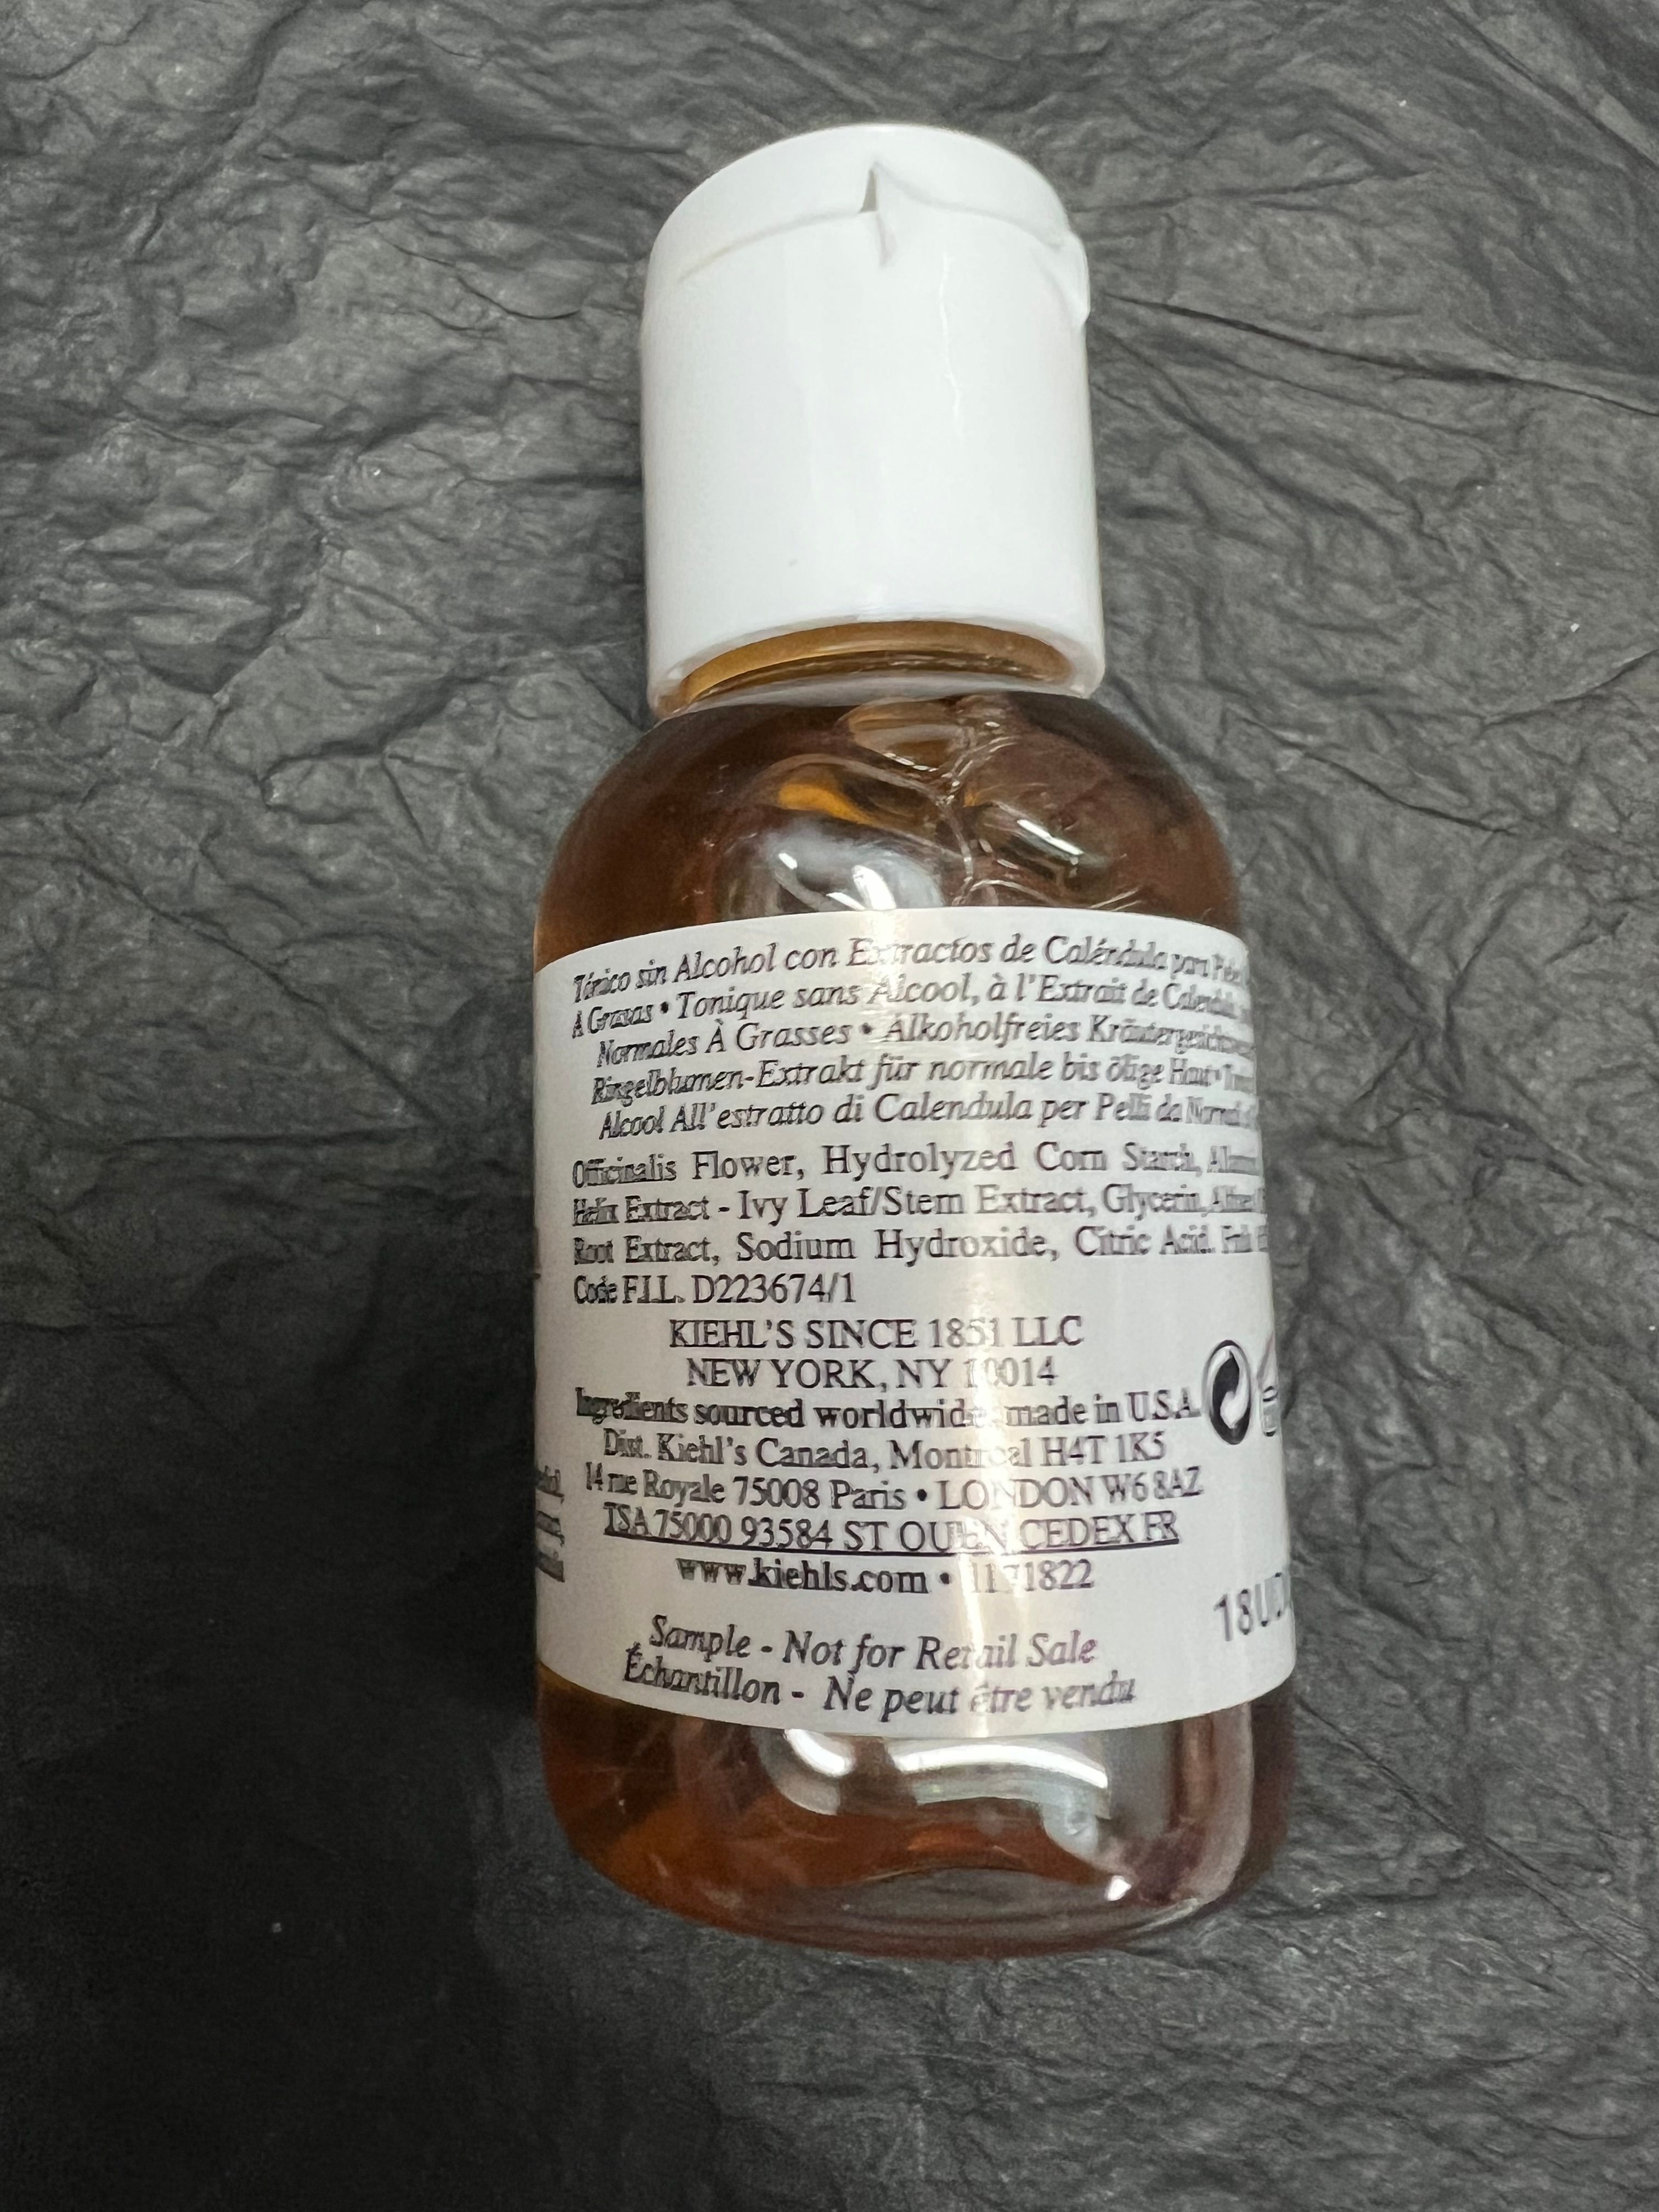 Tónico sin Alcohol con Extractos de Caléndula para
A Grasas • Tonique sans Alcool, à l'Extrait de
Normales À Grasses • Alkoholfreies
Ringelblumen-Extrakt für normale bis ölige Haut •
Alcool All'estratto di Calendula per Pelli da
Officinalis Flower, Hydrolyzed Corn Starch,
Helix Extract - Ivy Leaf/Stem Extract, Glycerin,
Root Extract, Sodium Hydroxide, Citric Acid.
Code F.I.L. D223674/1
KIEHL'S SINCE 1851 LLC
NEW YORK, NY 10014
Ingredients sourced worldwide, made in U.S.A.
Dist. Kiehl's Canada, Montreal H4T 1K5
14 rue Royale 75008 Paris • LONDON W6 8AZ
TSA 75000 93584 ST OUEN CEDEX FR
www.kiehls.com •
Sample - Not for Retail Sale
Échantillon - Ne peut être vendu